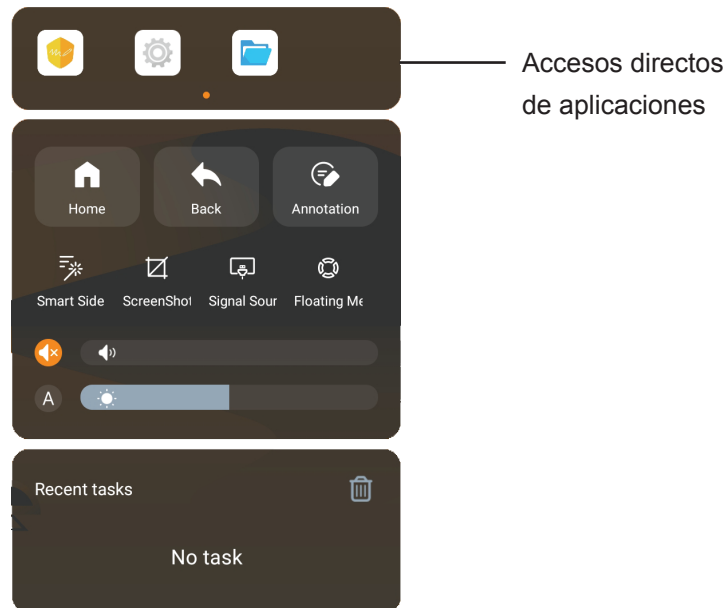 Accesos directos
de aplicaciones
Home Back Annotation
Smart Side ScreenShot Signal Sour Floating Me
A
Recent tasks
No task